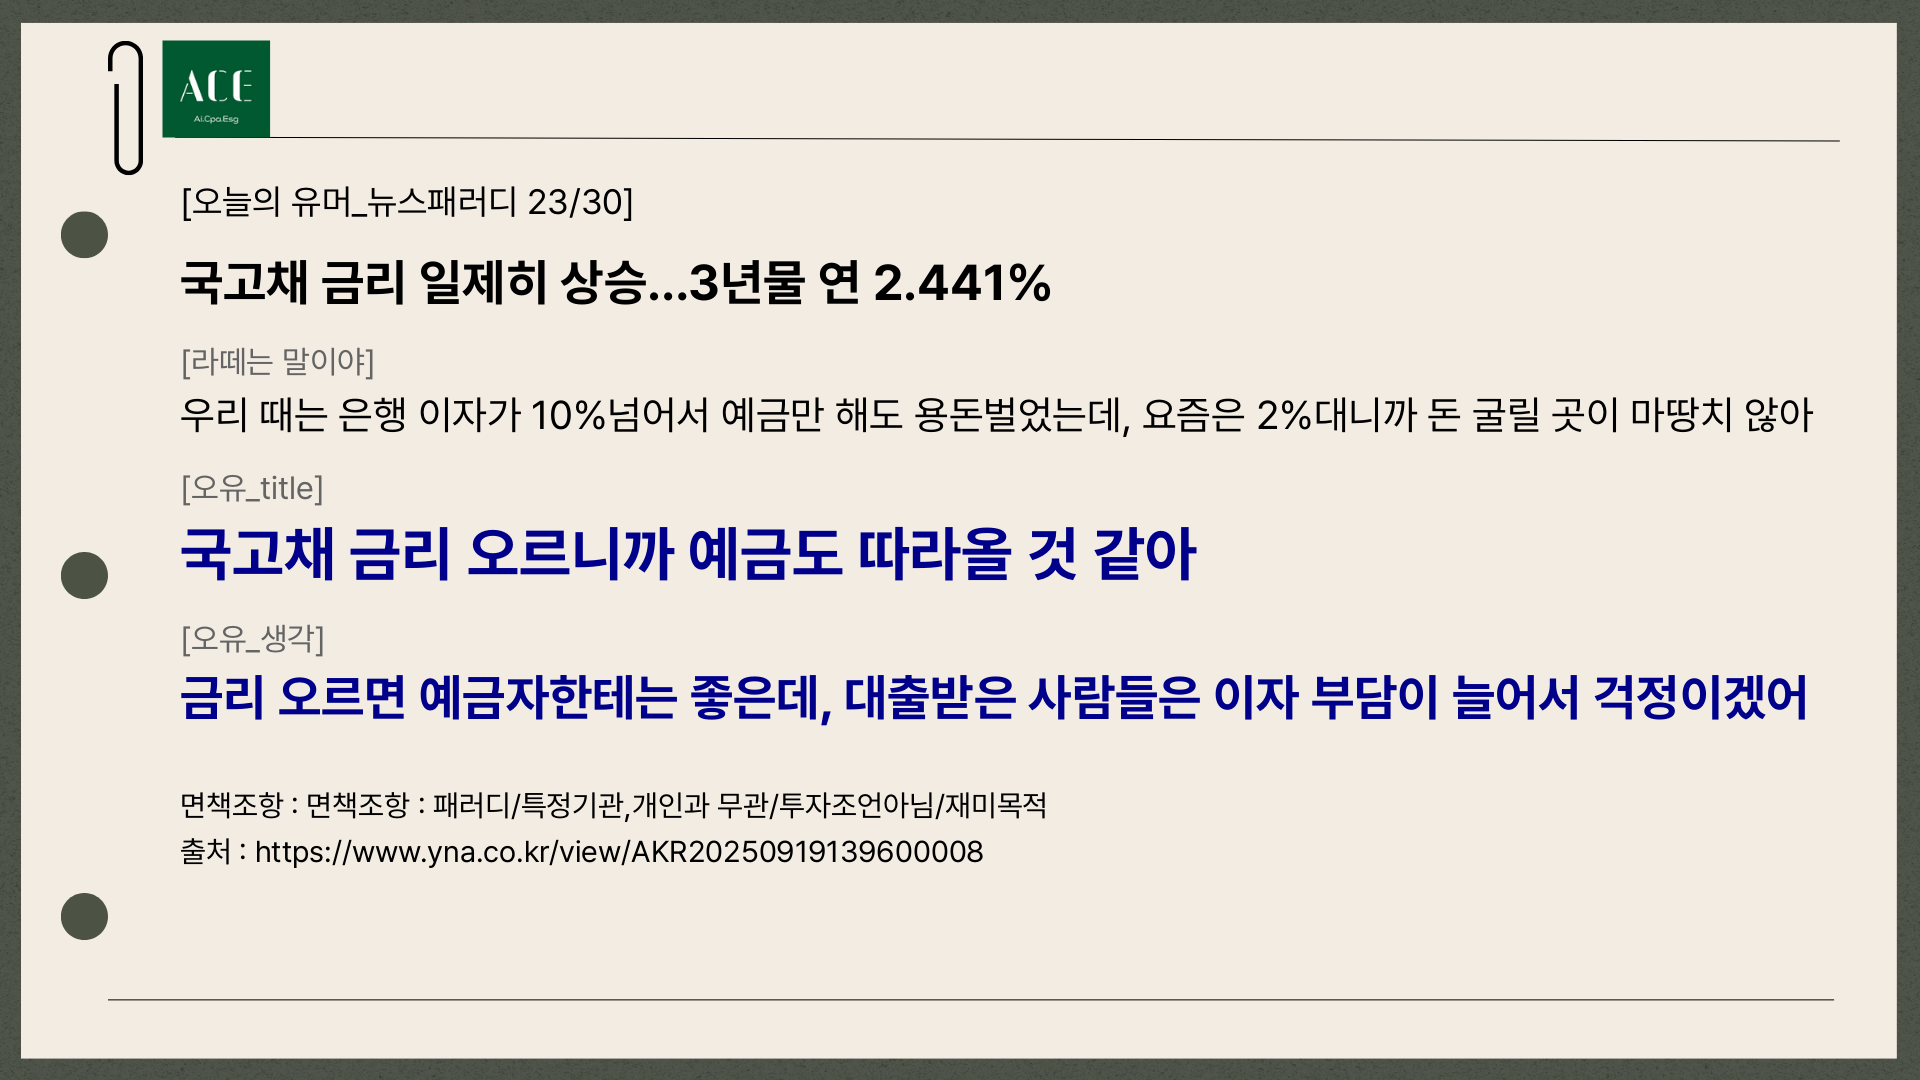 ACE
Ai.Cpa.Esg
[오늘의 유머_뉴스패러디 23/30]
국고채 금리 일제히 상승...3년물 연 2.441%
[라떼는 말이야]
우리 때는 은행 이자가 10%넘어서 예금만 해도 용돈벌었는데, 요즘은 2%대니까 돈 굴릴 곳이 마땅치 않아
[오유_title]
국고채 금리 오르니까 예금도 따라올 것 같아
[오유_생각]
금리 오르면 예금자한테는 좋은데, 대출받은 사람들은 이자 부담이 늘어서 걱정이겠어
면책조항 : 면책조항 : 패러디/특정기관,개인과 무관/투자조언아님/재미목적
출처 : https://www.yna.co.kr/view/AKR20250919139600008